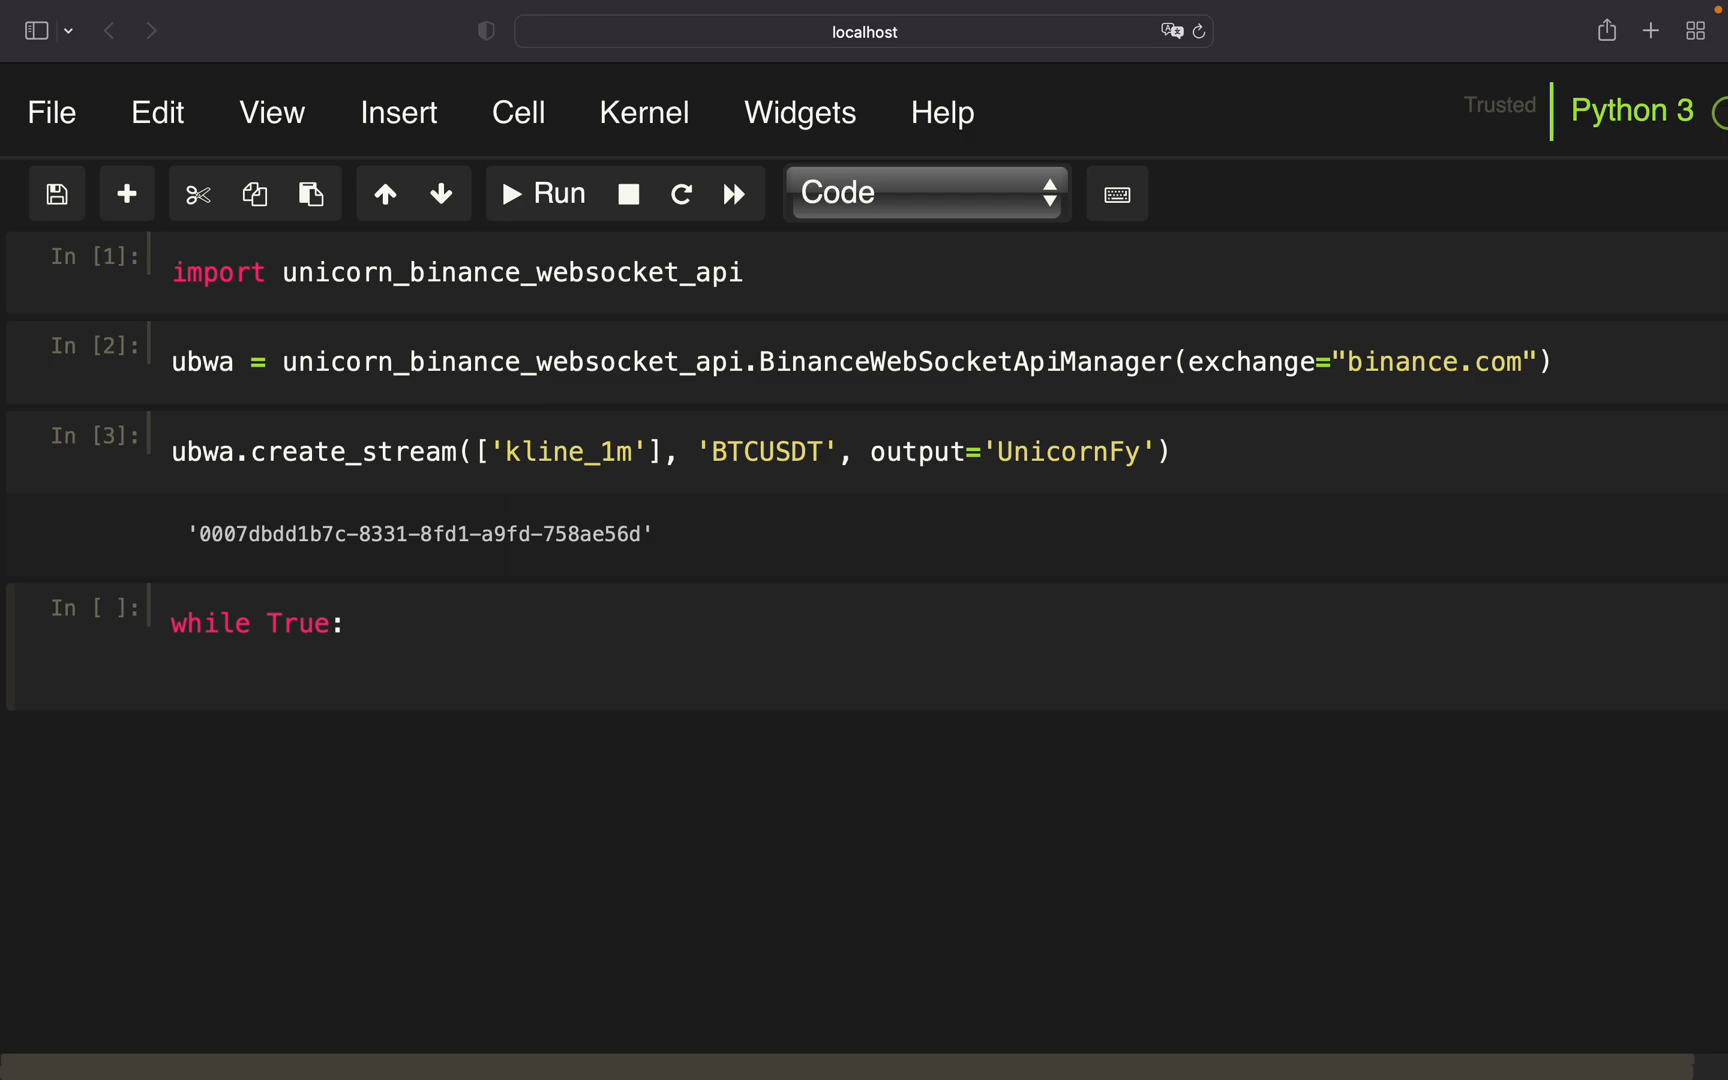 localhost
File Edit View Insert Cell Kernel Widgets Help Trusted Python 3
Run Code
In [1]: import unicorn_binance_websocket_api
In [2]: ubwa = unicorn_binance_websocket_api.BinanceWebSocketApiManager(exchange="binance.com")
In [3]: ubwa.create_stream(['kline_1m'], 'BTCUSDT', output='UnicornFy')
'0007dbdd1b7c-8331-8fd1-a9fd-758ae56d'
In [ ]: while True: